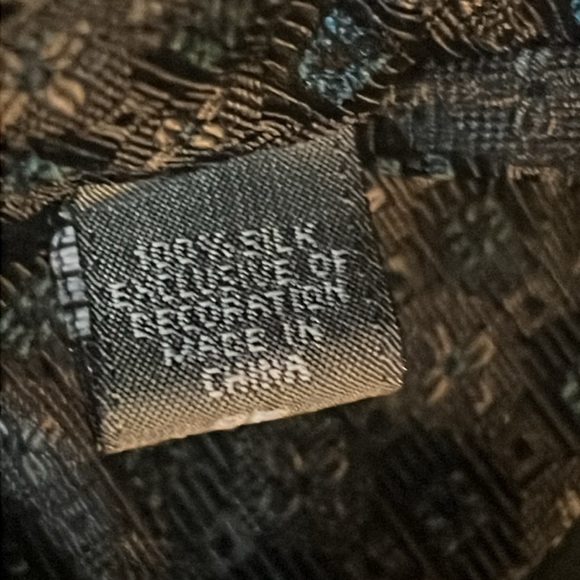 100% SILK
EXCLUSIVE OF
DECORATION
MADE IN
CHINA